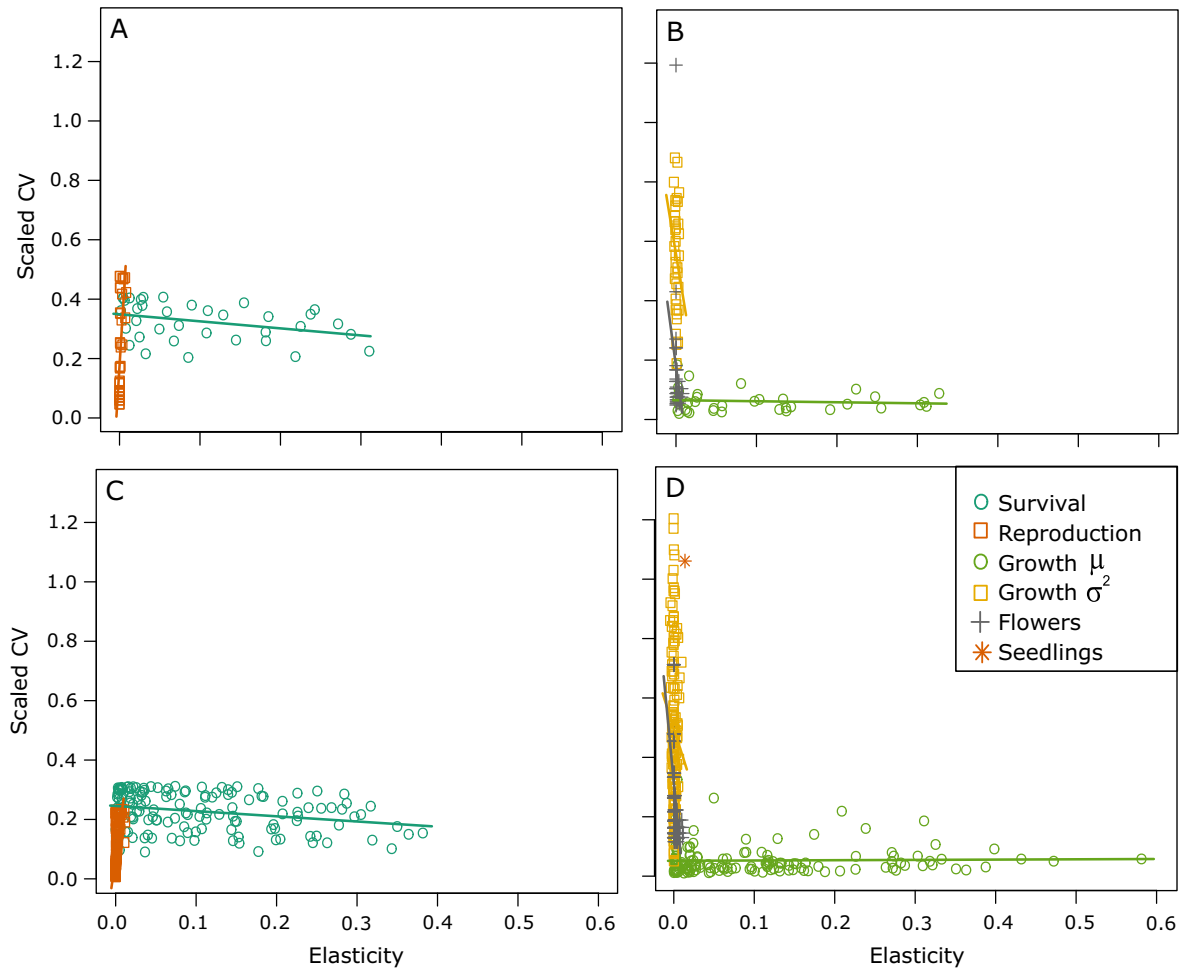 A
B
1.2
1.0
0.8
0.6
0.4
0.2
0.0
Scaled CV
C
D
1.2
1.0
0.8
0.6
0.4
0.2
0.0
Scaled CV
Survival
Reproduction
Growth μ
Growth σ²
Flowers
Seedlings
0.0 0.1 0.2 0.3 0.4 0.5 0.6
0.0 0.1 0.2 0.3 0.4 0.5 0.6
Elasticity
Elasticity